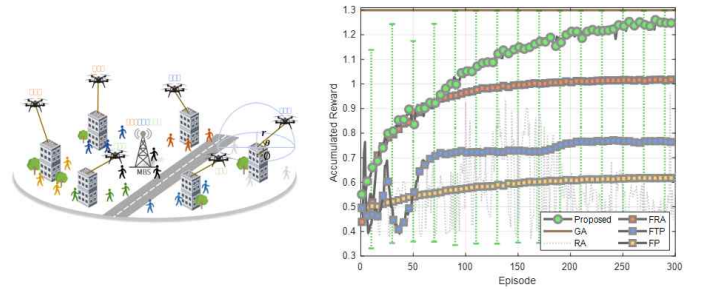 MBS
r
θ
1.3
1.2
1.1
1
0.9
0.8
0.7
0.6
0.5
0.4
0.3
Accumulated Reward
0
50
100
150
200
250
300
Episode
Proposed
GA
RA
FRA
FTP
FP